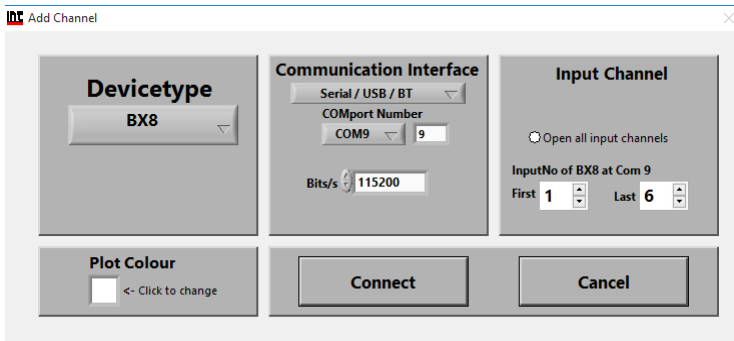 Add Channel
Devicetype
BX8
Communication Interface
Serial / USB / BT
COMport Number
COM9 9
Bits/s 115200
Input Channel
Open all input channels
InputNo of BX8 at Com 9
First 1 Last 6
Plot Colour
<- Click to change
Connect
Cancel